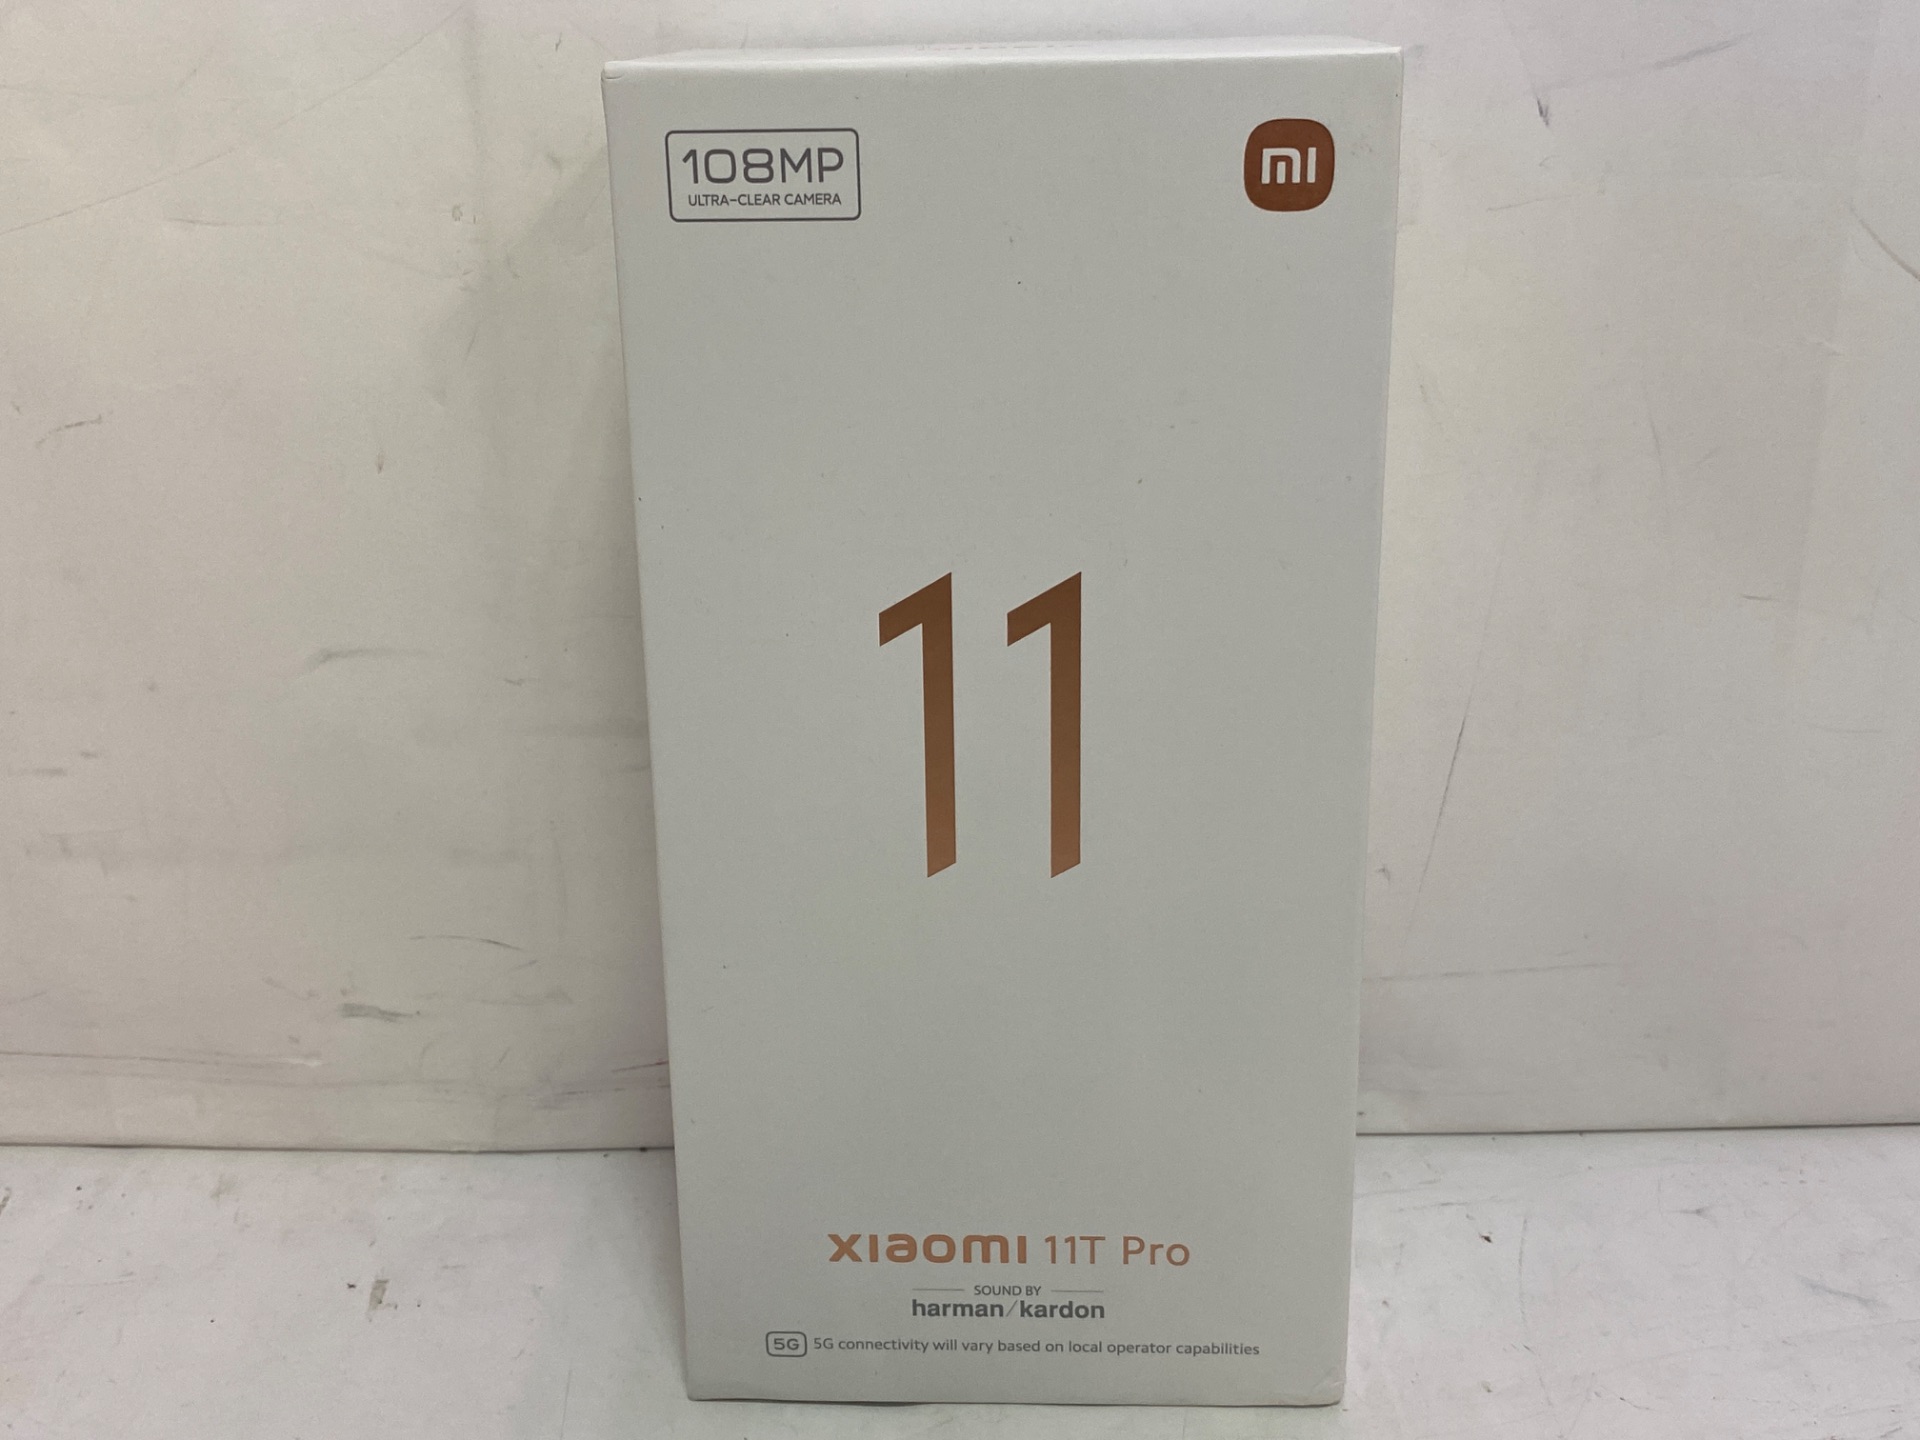 108MP
ULTRA-CLEAR CAMERA
mi
11
xiaomi 11T Pro
SOUND BY
harman/kardon
5G 5G connectivity will vary based on local operator capabilities